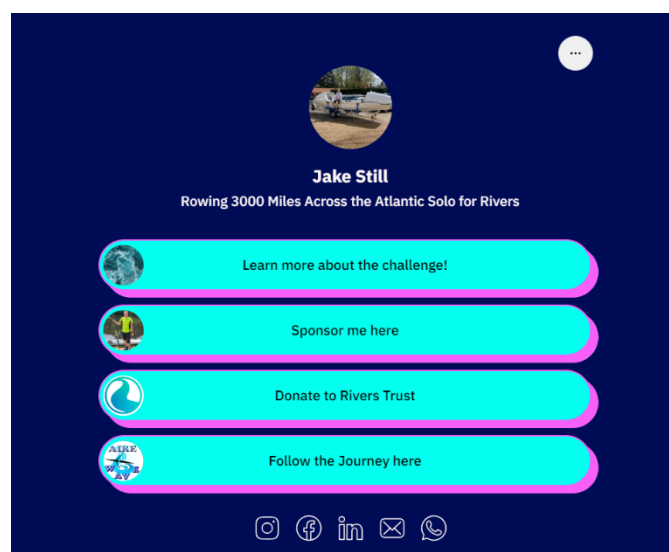 Jake Still
Rowing 3000 Miles Across the Atlantic Solo for Rivers
Learn more about the challenge!
Sponsor me here
Donate to Rivers Trust
AIRE
Follow the Journey here